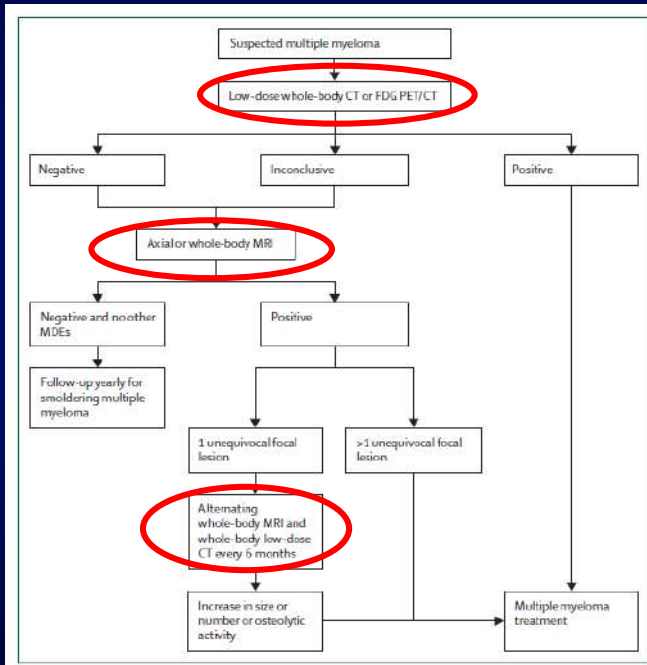 Suspected multiple myeloma
Low-dose whole-body CT or FDG PET/CT
Negative
Inconclusive
Positive
Axial or whole-body MRI
Negative and no other
MDEs
Positive
Follow-up yearly for
smoldering multiple
myeloma
1 unequivocal focal
lesion
>1 unequivocal focal
lesion
Alternating
whole-body MRI and
whole-body low-dose
CT every 6 months
Increase in size or
number or osteolytic
activity
Multiple myeloma
treatment